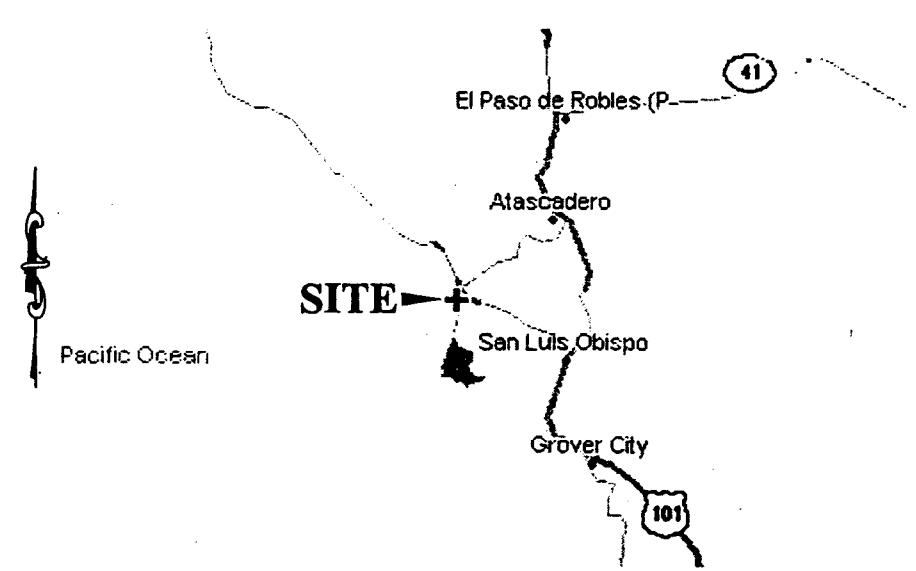 41
El Paso de Robles (P
Atascadero
SITE
San Luis Obispo
Pacific Ocean
Grover City
101